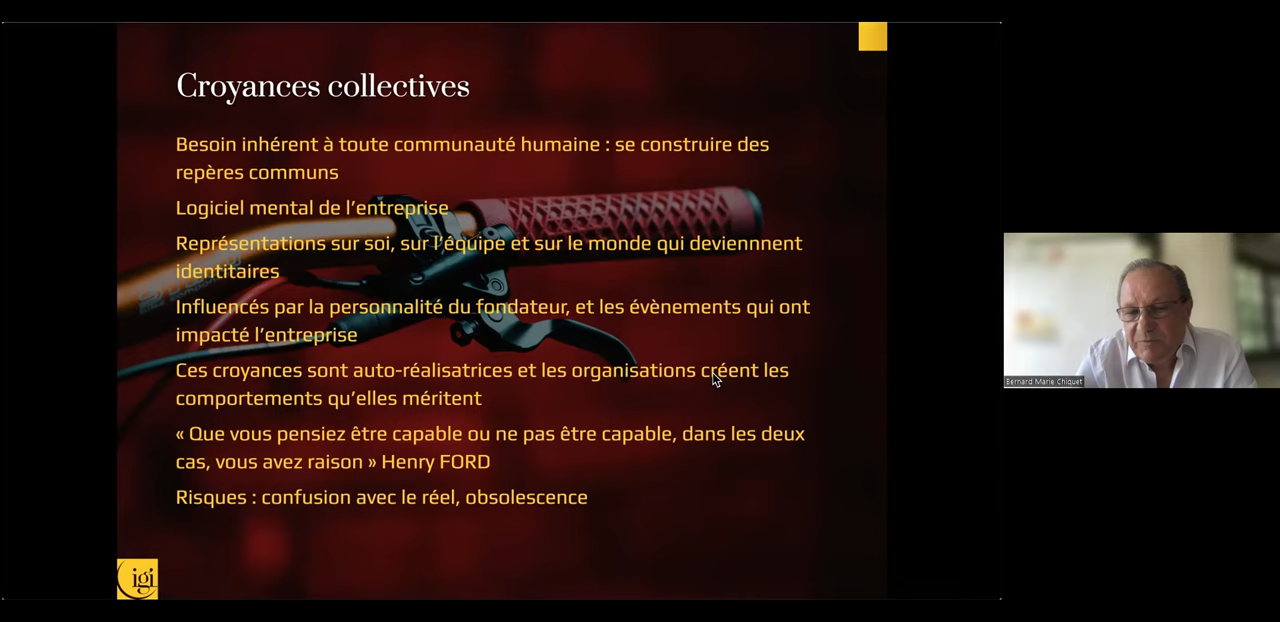 Croyances collectives
Besoin inhérent à toute communauté humaine : se construire des
repères communs
Logiciel mental de l’entreprise
Représentations sur soi, sur l’équipe et sur le monde qui deviennnent
identitaires
Influencés par la personnalité du fondateur, et les évènements qui ont
impacté l’entreprise
Ces croyances sont auto-réalisatrices et les organisations créent les
comportements qu’elles méritent
« Que vous pensiez être capable ou ne pas être capable, dans les deux
cas, vous avez raison » Henry FORD
Risques : confusion avec le réel, obsolescence
igi
Bernard Marie Chiquet